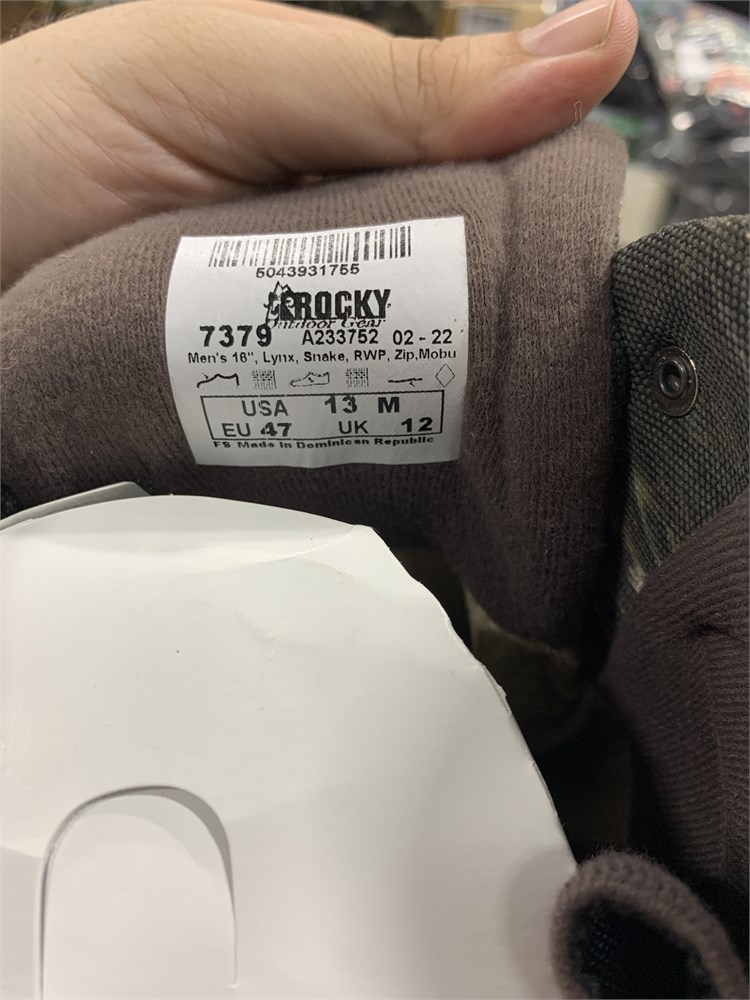 5043931755
ROCKY
Outdoor Gear
7379 A233752 02 - 22
Men's 16", Lynx, Snake, RWP, Zip,Mobu
USA 13 M
EU 47 UK 12
FS Made in Dominican Republic